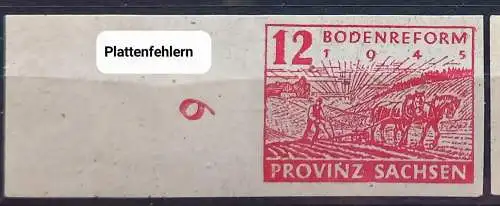 Plattenfehlern
12 BODENREFORM
1945
9
PROVINZ SACHSEN